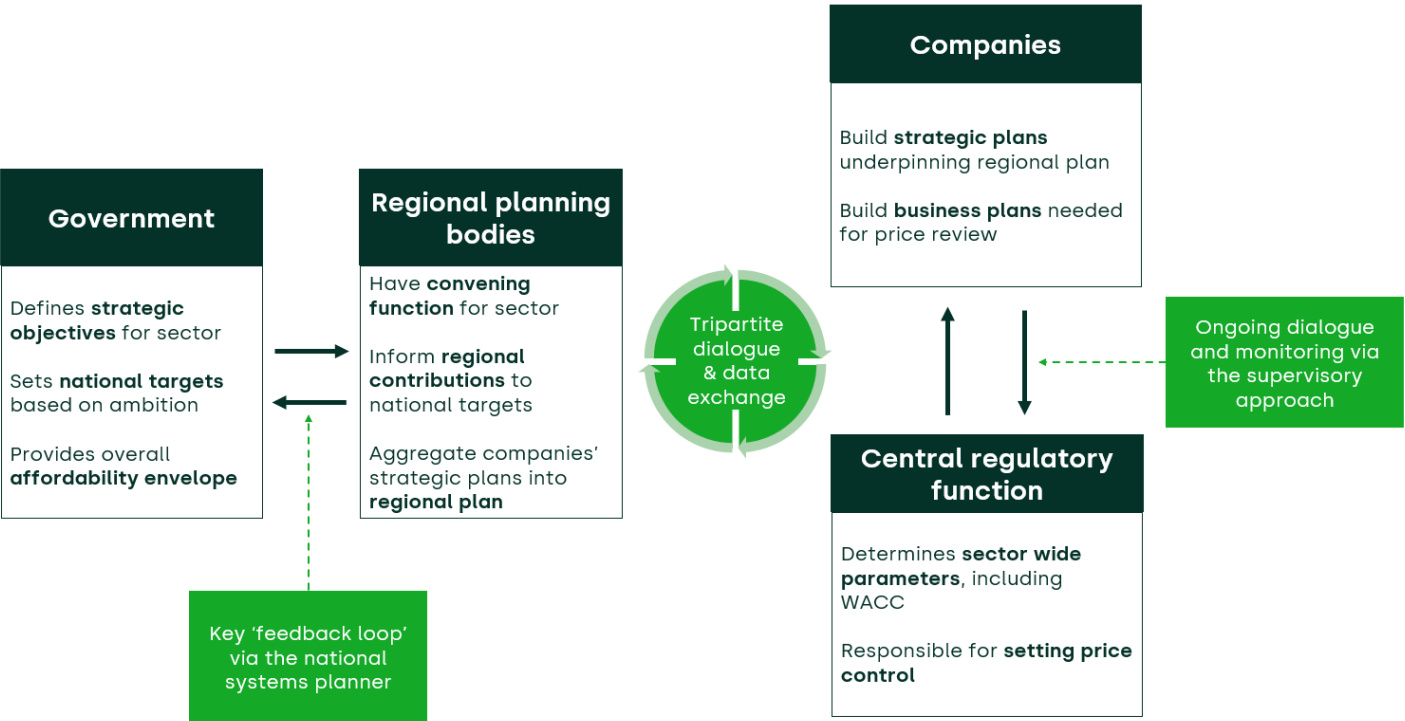 Government
Defines strategic
objectives for sector
Sets national targets
based on ambition
Provides overall
affordability envelope
Regional planning
bodies
Have convening
function for sector
Inform regional
contributions to
national targets
Aggregate companies’
strategic plans into
regional plan
Key ‘feedback loop’
via the national
systems planner
Tripartite
dialogue
& data
exchange
Companies
Build strategic plans
underpinning regional plan
Build business plans needed
for price review
Ongoing dialogue
and monitoring via
the supervisory
approach
Central regulatory
function
Determines sector wide
parameters, including
WACC
Responsible for setting price
control